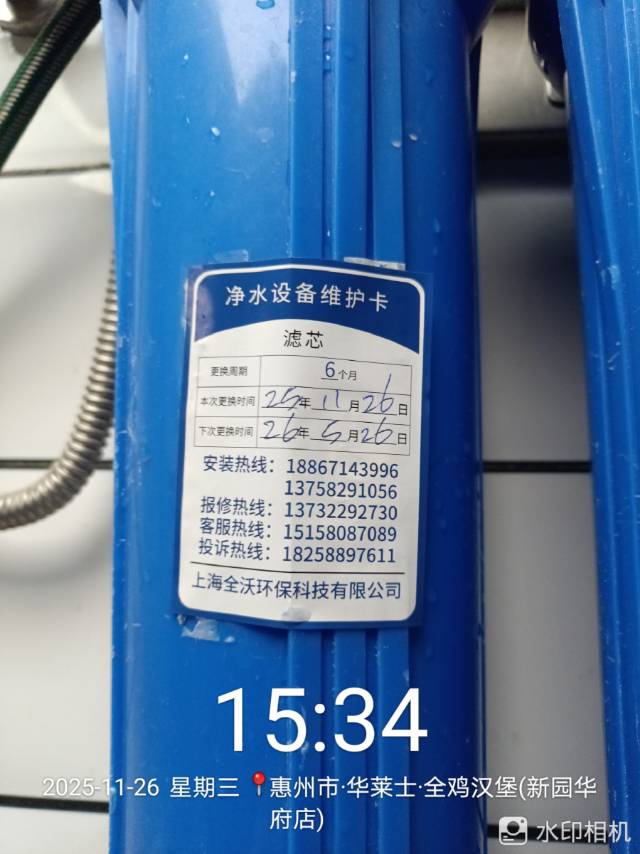 净水设备维护卡
滤芯
更换周期 6个月
本次更换时间 25年11月26日
下次更换时间 26年5月26日
安装热线：18867143996
13758291056
报修热线：13732292730
客服热线：15158087089
投诉热线：18258897611
上海全沃环保科技有限公司
15:34
2025-11-26 星期三 📍惠州市·华莱士·全鸡汉堡(新园华
府店)
水印相机